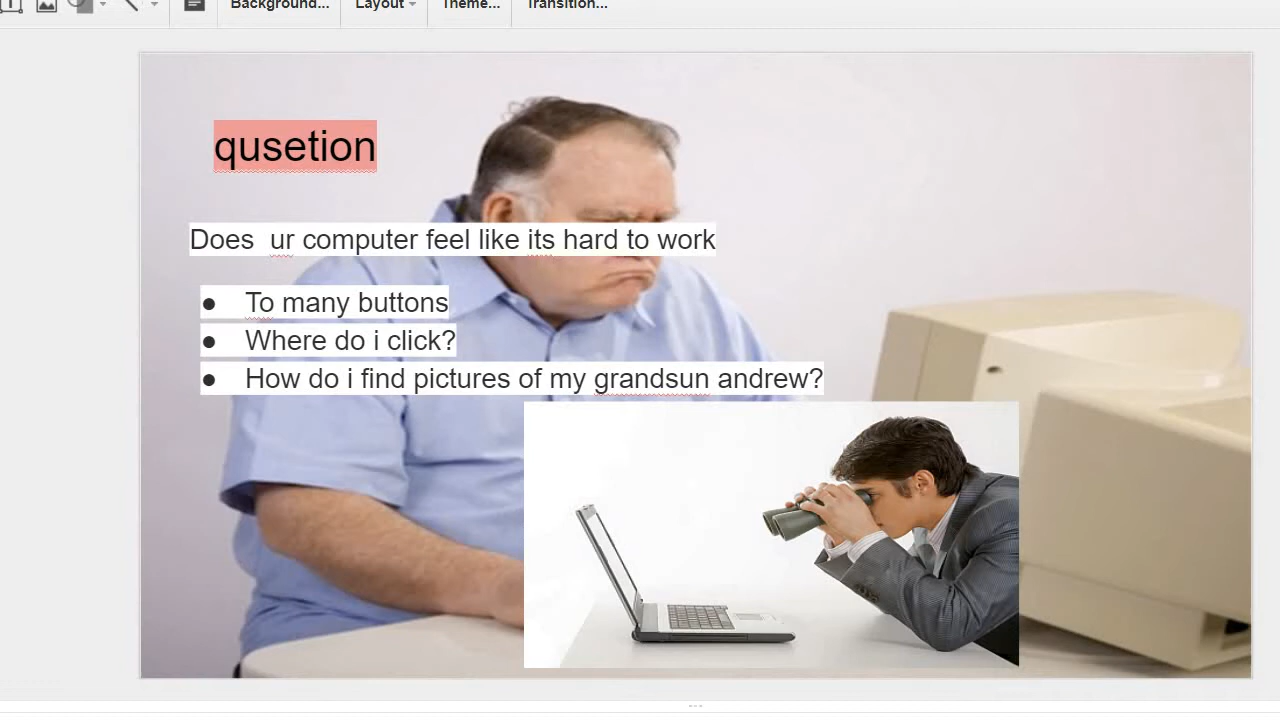 Background... Layout Theme... Transition...
qusetion
Does  ur computer feel like its hard to work
● To many buttons
● Where do i click?
● How do i find pictures of my grandsun andrew?